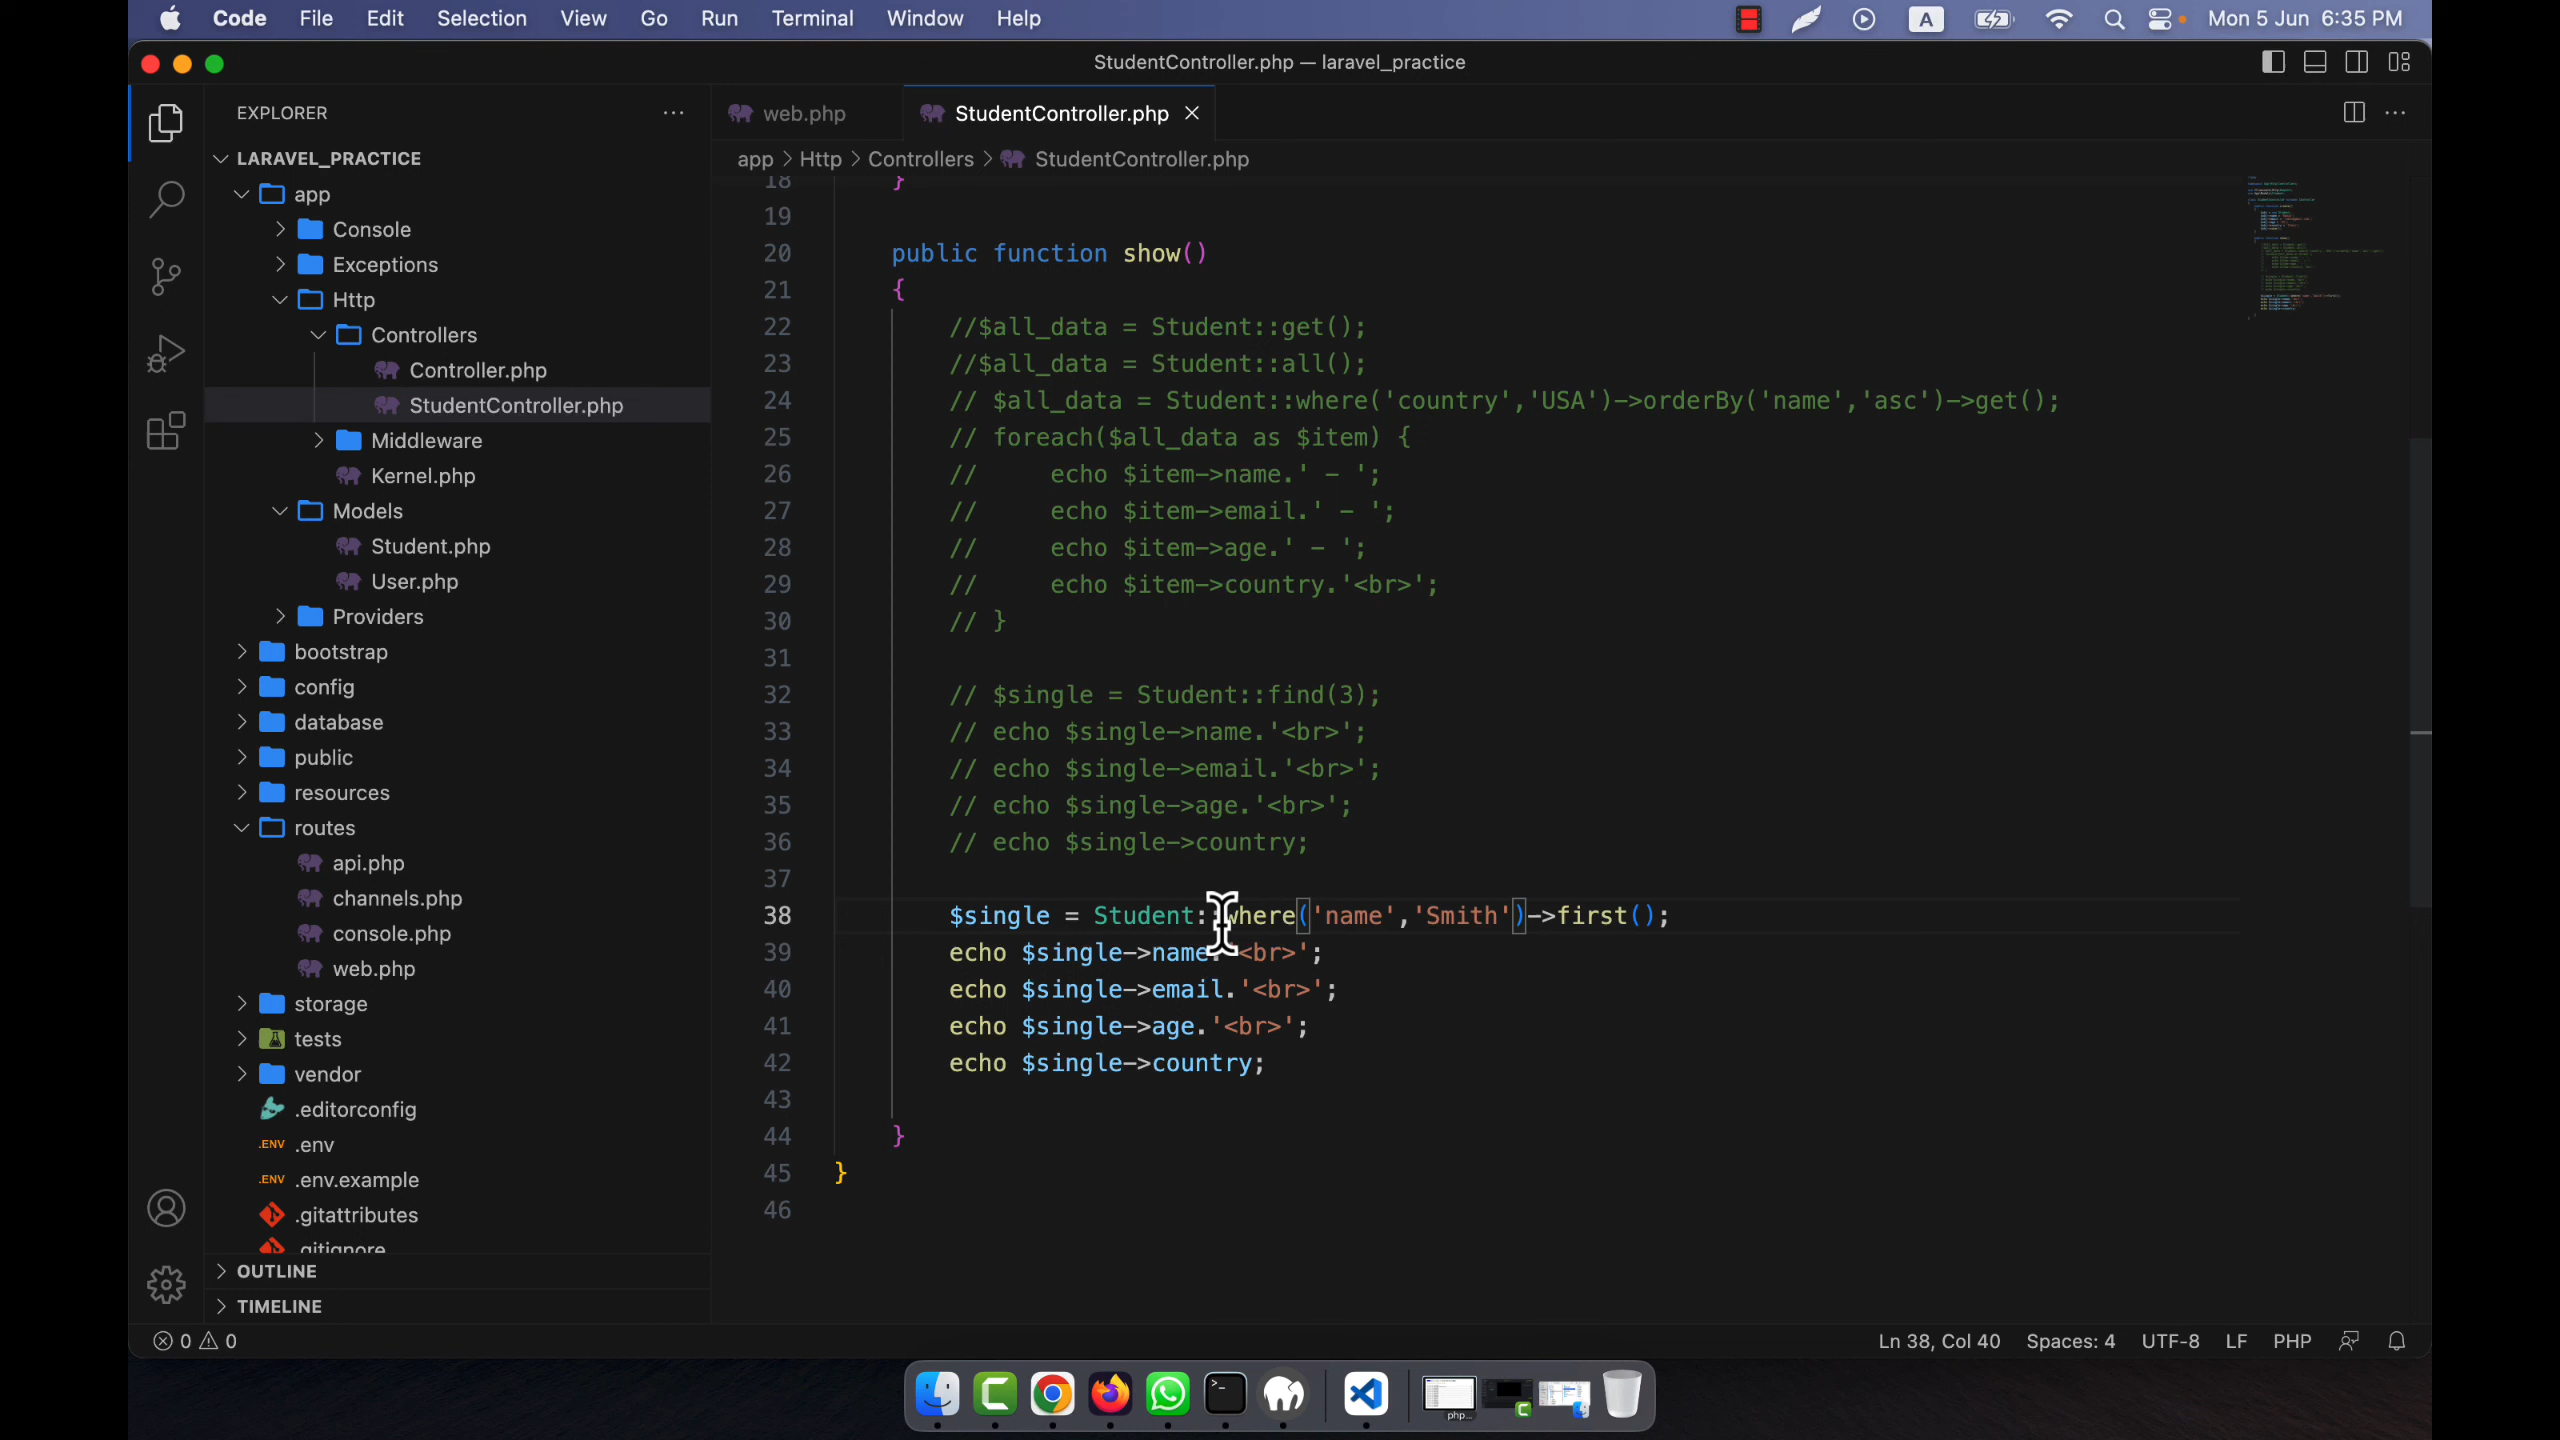 Code File Edit Selection View Go Run Terminal Window Help A Mon 5 Jun 6:35 PM
StudentController.php — laravel_practice
EXPLORER
LARAVEL_PRACTICE
app
Console
Exceptions
Http
Controllers
Controller.php
StudentController.php
Middleware
Kernel.php
Models
Student.php
User.php
Providers
bootstrap
config
database
public
resources
routes
api.php
channels.php
console.php
web.php
storage
tests
vendor
.editorconfig
.ENV .env
.ENV .env.example
.gitattributes
.gitignore
OUTLINE
TIMELINE
web.php StudentController.php
app > Http > Controllers > StudentController.php
18 }
19
20 public function show()
21 {
22 //$all_data = Student::get();
23 //$all_data = Student::all();
24 // $all_data = Student::where('country','USA')->orderBy('name','asc')->get();
25 // foreach($all_data as $item) {
26 // echo $item->name.' - ';
27 // echo $item->email.' - ';
28 // echo $item->age.' - ';
29 // echo $item->country.'<br>';
30 // }
31
32 // $single = Student::find(3);
33 // echo $single->name.'<br>';
34 // echo $single->email.'<br>';
35 // echo $single->age.'<br>';
36 // echo $single->country;
37
38 $single = Student::where('name','Smith')->first();
39 echo $single->name.'<br>';
40 echo $single->email.'<br>';
41 echo $single->age.'<br>';
42 echo $single->country;
43
44 }
45 }
46
0 0 Ln 38, Col 40 Spaces: 4 UTF-8 LF PHP
php...